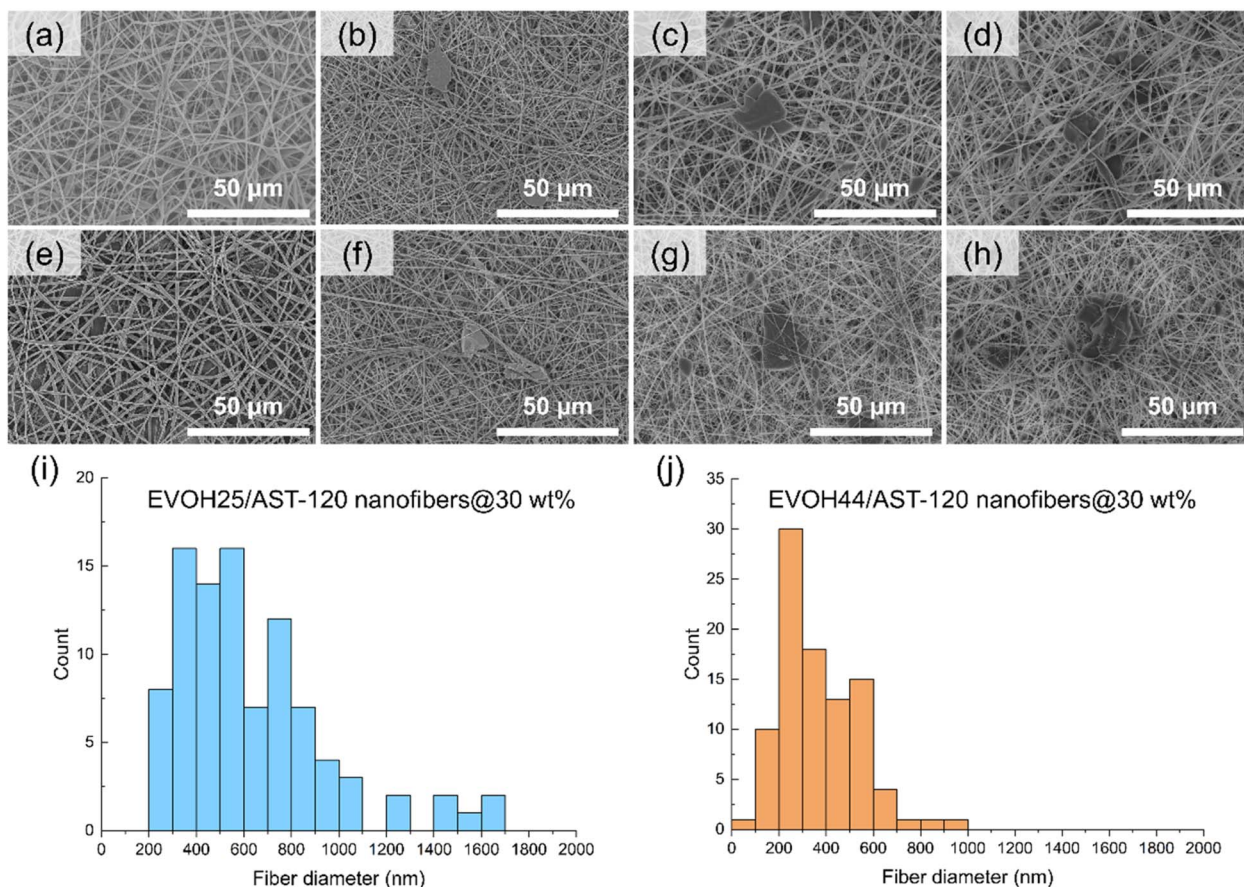 (a)
(b)
(c)
(d)
50 µm
50 µm
50 µm
50 µm
(e)
(f)
(g)
(h)
50 µm
50 µm
50 µm
50 µm
(i)
EVOH25/AST-120 nanofibers@30 wt%
20
15
10
5
0
Count
0 200 400 600 800 1000 1200 1400 1600 1800 2000
Fiber diameter (nm)
(j)
EVOH44/AST-120 nanofibers@30 wt%
35
30
25
20
15
10
5
0
Count
0 200 400 600 800 1000 1200 1400 1600 1800 2000
Fiber diameter (nm)